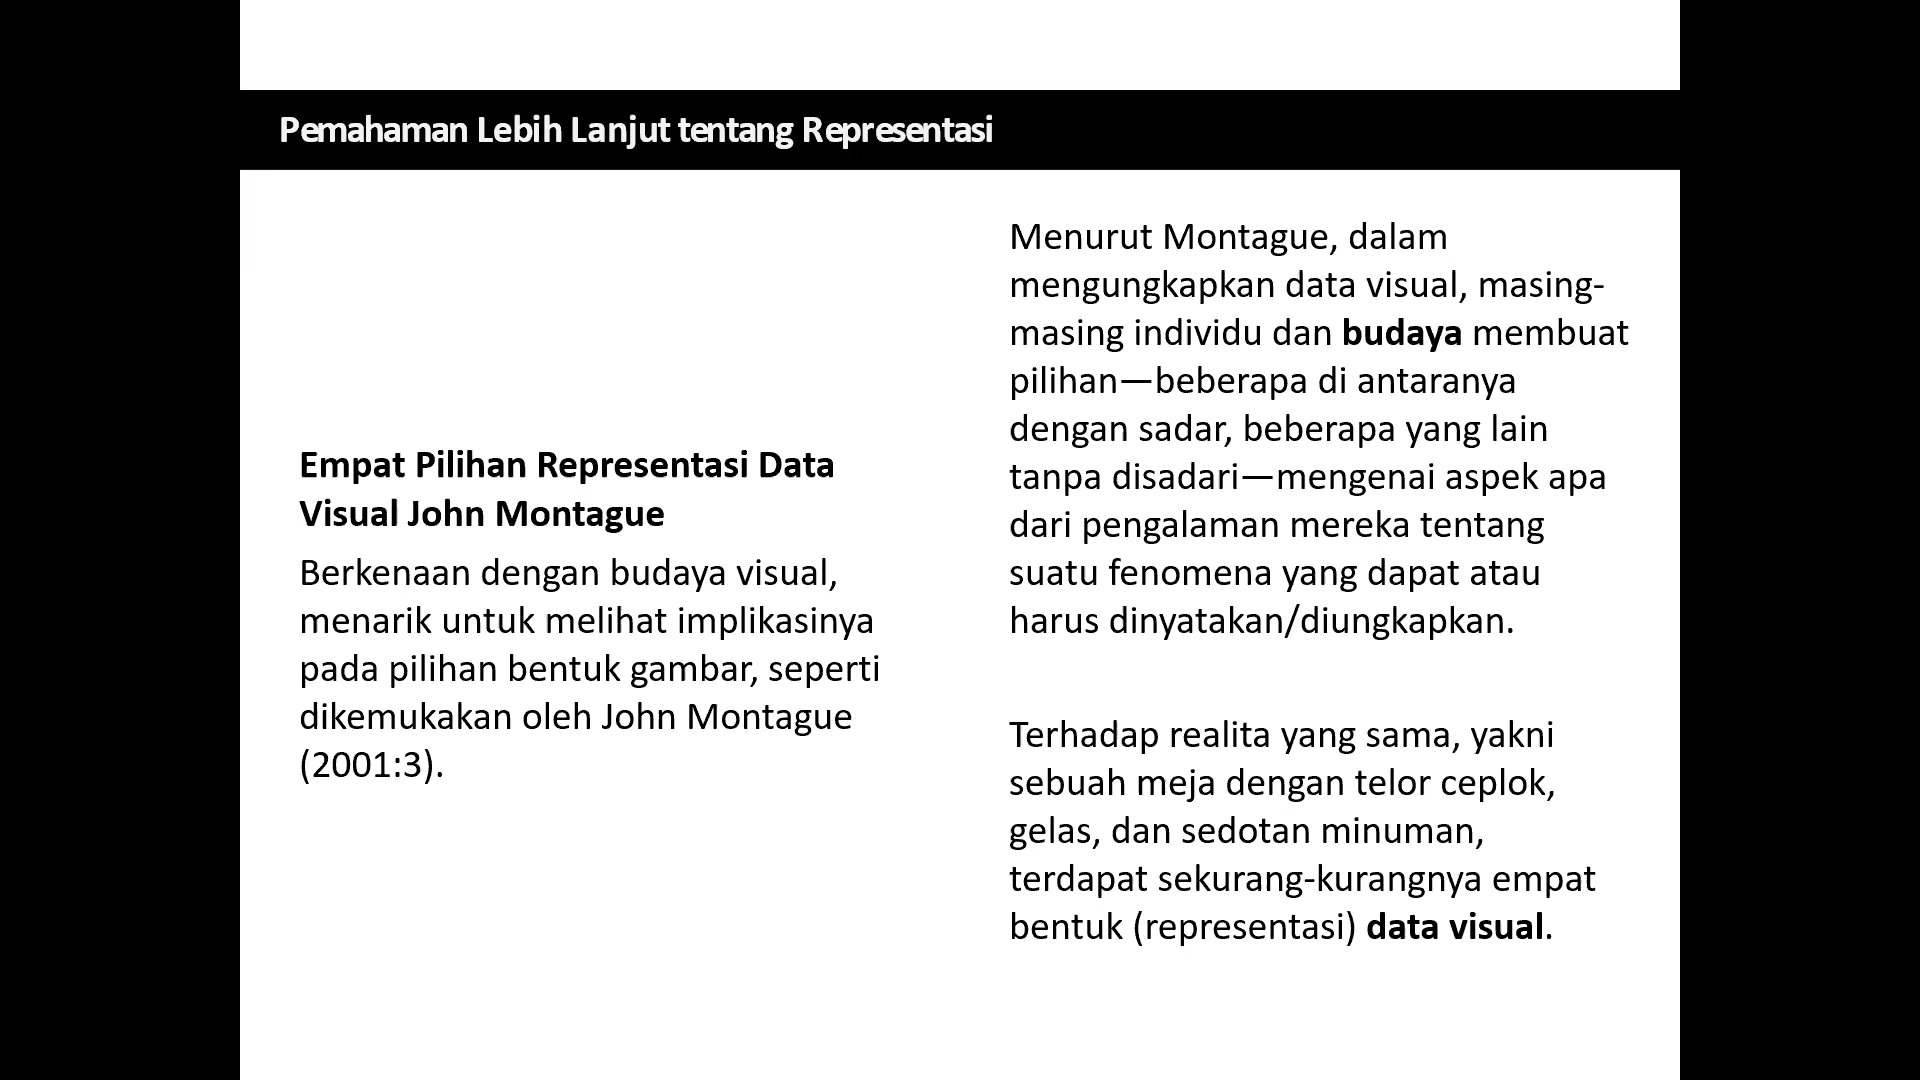 Pemahaman Lebih Lanjut tentang Representasi
Empat Pilihan Representasi Data
Visual John Montague
Berkenaan dengan budaya visual,
menarik untuk melihat implikasinya
pada pilihan bentuk gambar, seperti
dikemukakan oleh John Montague
(2001:3).
Menurut Montague, dalam
mengungkapkan data visual, masing-
masing individu dan budaya membuat
pilihan—beberapa di antaranya
dengan sadar, beberapa yang lain
tanpa disadari—mengenai aspek apa
dari pengalaman mereka tentang
suatu fenomena yang dapat atau
harus dinyatakan/diungkapkan.
Terhadap realita yang sama, yakni
sebuah meja dengan telor ceplok,
gelas, dan sedotan minuman,
terdapat sekurang-kurangnya empat
bentuk (representasi) data visual.